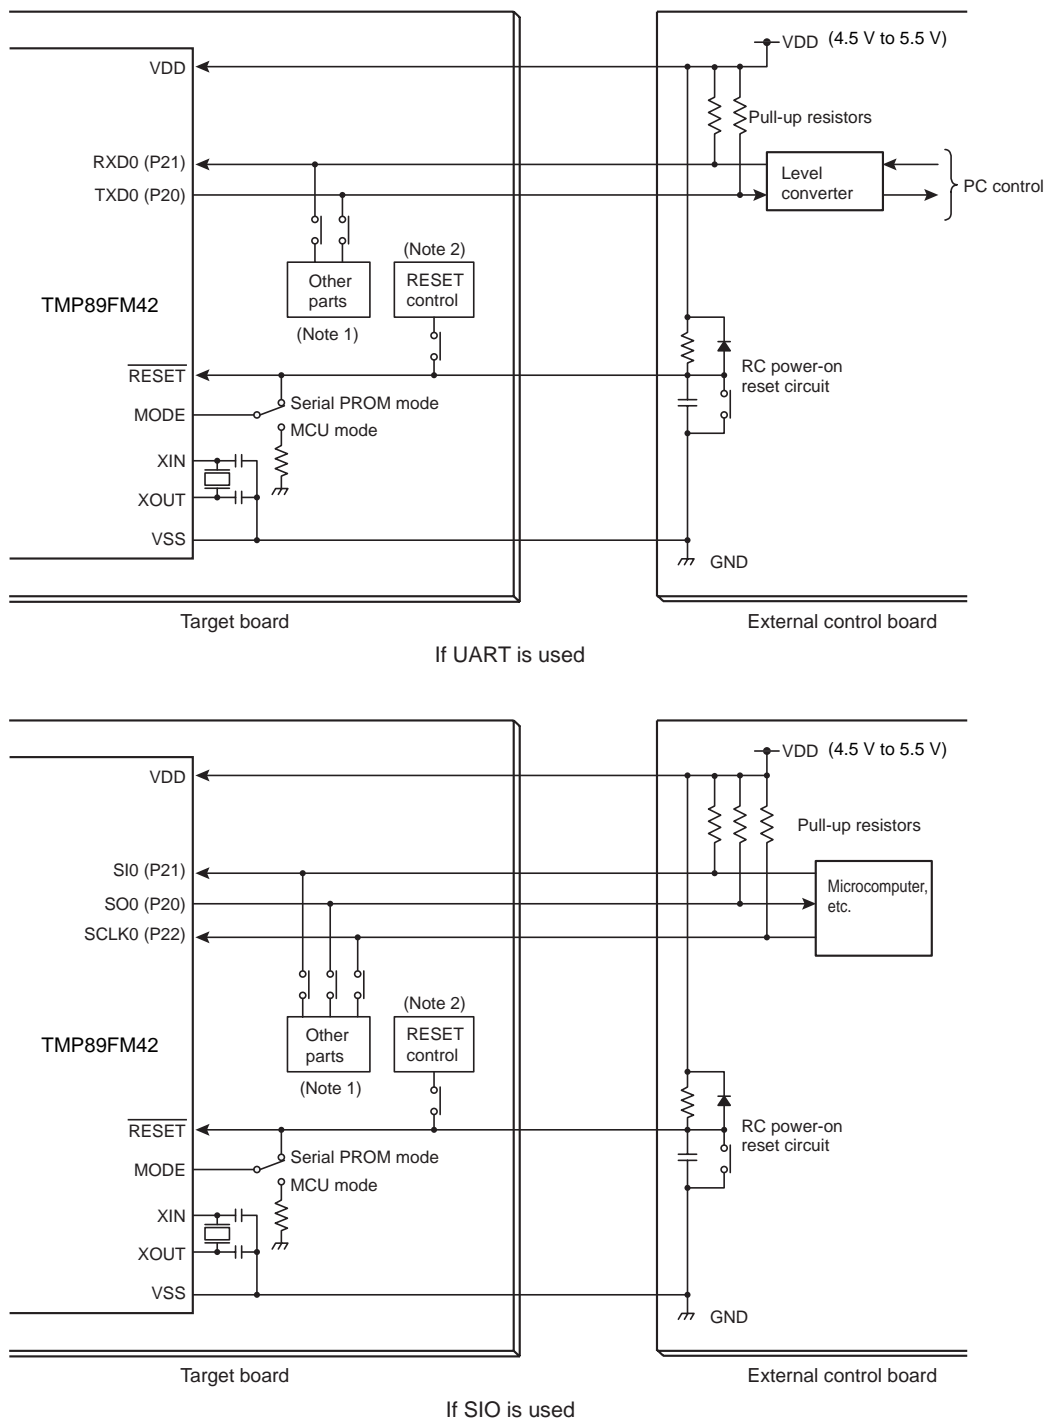 VDD (4.5 V to 5.5 V)
VDD
Pull-up resistors
RXD0 (P21)
TXD0 (P20)
Level
converter
PC control
(Note 2)
Other
parts
RESET
control
TMP89FM42
(Note 1)
RESET
RC power-on
reset circuit
Serial PROM mode
MODE
MCU mode
XIN
XOUT
VSS
GND
Target board
External control board
If UART is used
VDD (4.5 V to 5.5 V)
VDD
Pull-up resistors
SI0 (P21)
SO0 (P20)
SCLK0 (P22)
Microcomputer,
etc.
(Note 2)
Other
parts
RESET
control
TMP89FM42
(Note 1)
RESET
RC power-on
reset circuit
Serial PROM mode
MODE
MCU mode
XIN
XOUT
VSS
GND
Target board
External control board
If SIO is used